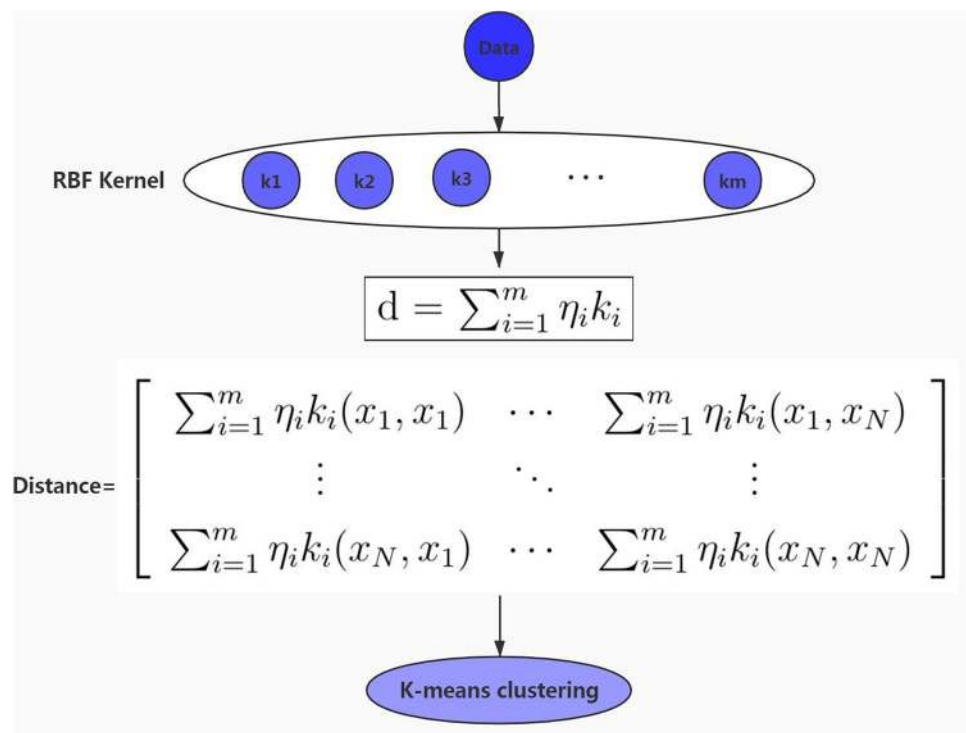 Data
RBF Kernel k1 k2 k3 ··· km
d = ∑_{i=1}^{m} η_i k_i
∑_{i=1}^{m} η_i k_i(x_1, x_1) ··· ∑_{i=1}^{m} η_i k_i(x_1, x_N)
Distance= ⋮ ⋱ ⋮
∑_{i=1}^{m} η_i k_i(x_N, x_1) ··· ∑_{i=1}^{m} η_i k_i(x_N, x_N)
K-means clustering